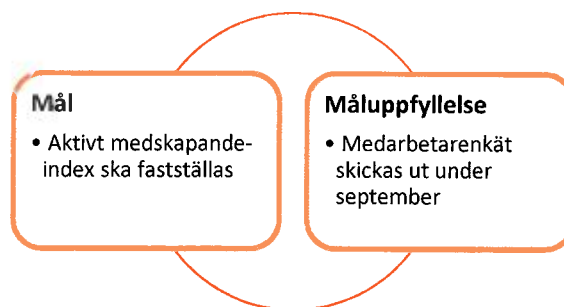 Mål
• Aktivt medskapande-
index ska fastställas
Måluppfyllelse
• Medarbetarenkät
skickas ut under
september